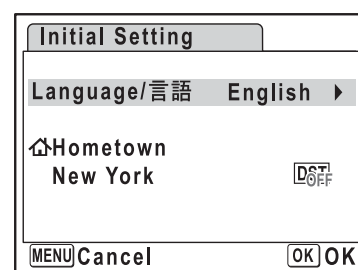 Initial Setting
Language/言語 English
Hometown
New York DST OFF
MENU Cancel OK OK